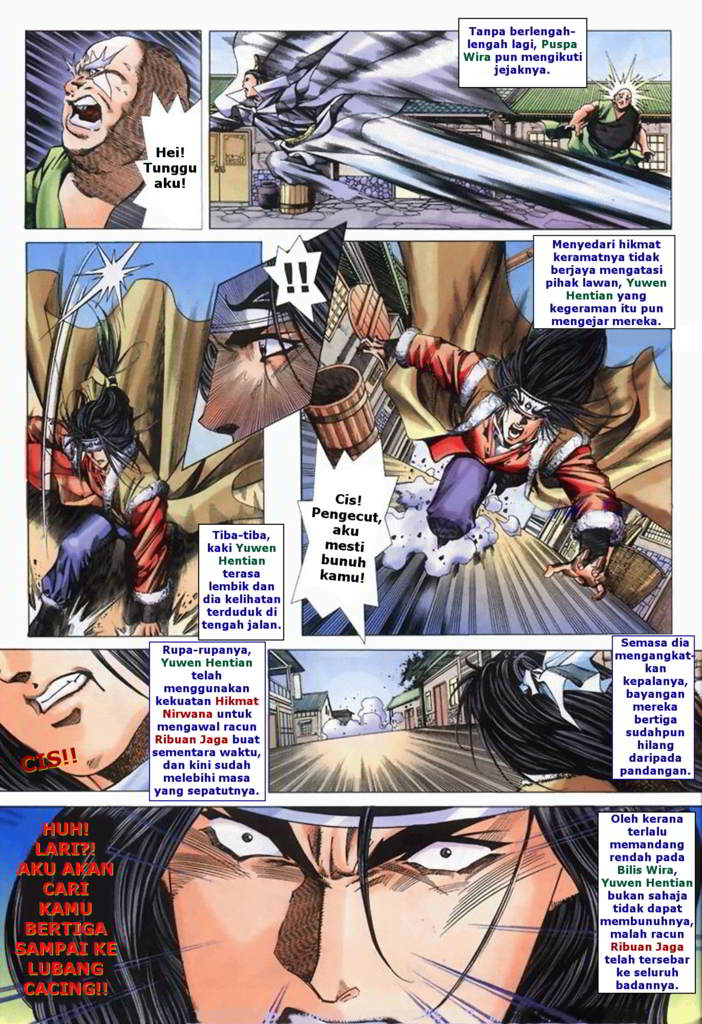 Hei!
Tunggu
aku!
Tanpa berlengah-
lengah lagi, Puspa
Wira pun mengikuti
jejaknya.
!!
Menyedari hikmat
keramatnya tidak
berjaya mengatasi
pihak lawan, Yuwen
Hentian yang
kegeraman itu pun
mengejar mereka.
Cis!
Pengecut,
aku
mesti
bunuh
kamu!
Tiba-tiba,
kaki Yuwen
Hentian
terasa
lembik dan
dia kelihatan
terduduk di
tengah jalan.
CIS!!
Rupa-rupanya,
Yuwen Hentian
telah
menggunakan
kekuatan Hikmat
Nirwana untuk
mengawal racun
Ribuan Jaga buat
sementara waktu,
dan kini sudah
melebihi masa
yang sepatutnya.
Semasa dia
mengangkat-
kan
kepalanya,
bayangan
mereka
bertiga
sudahpun
hilang
daripada
pandangan.
HUH!
LARI?!
AKU AKAN
CARI
KAMU
BERTIGA
SAMPAI KE
LUBANG
CACING!!
Oleh kerana
terlalu
memandang
rendah pada
Bilis Wira,
Yuwen Hentian
bukan sahaja
tidak dapat
membunuhnya,
malah racun
Ribuan Jaga
telah tersebar
ke seluruh
badannya.